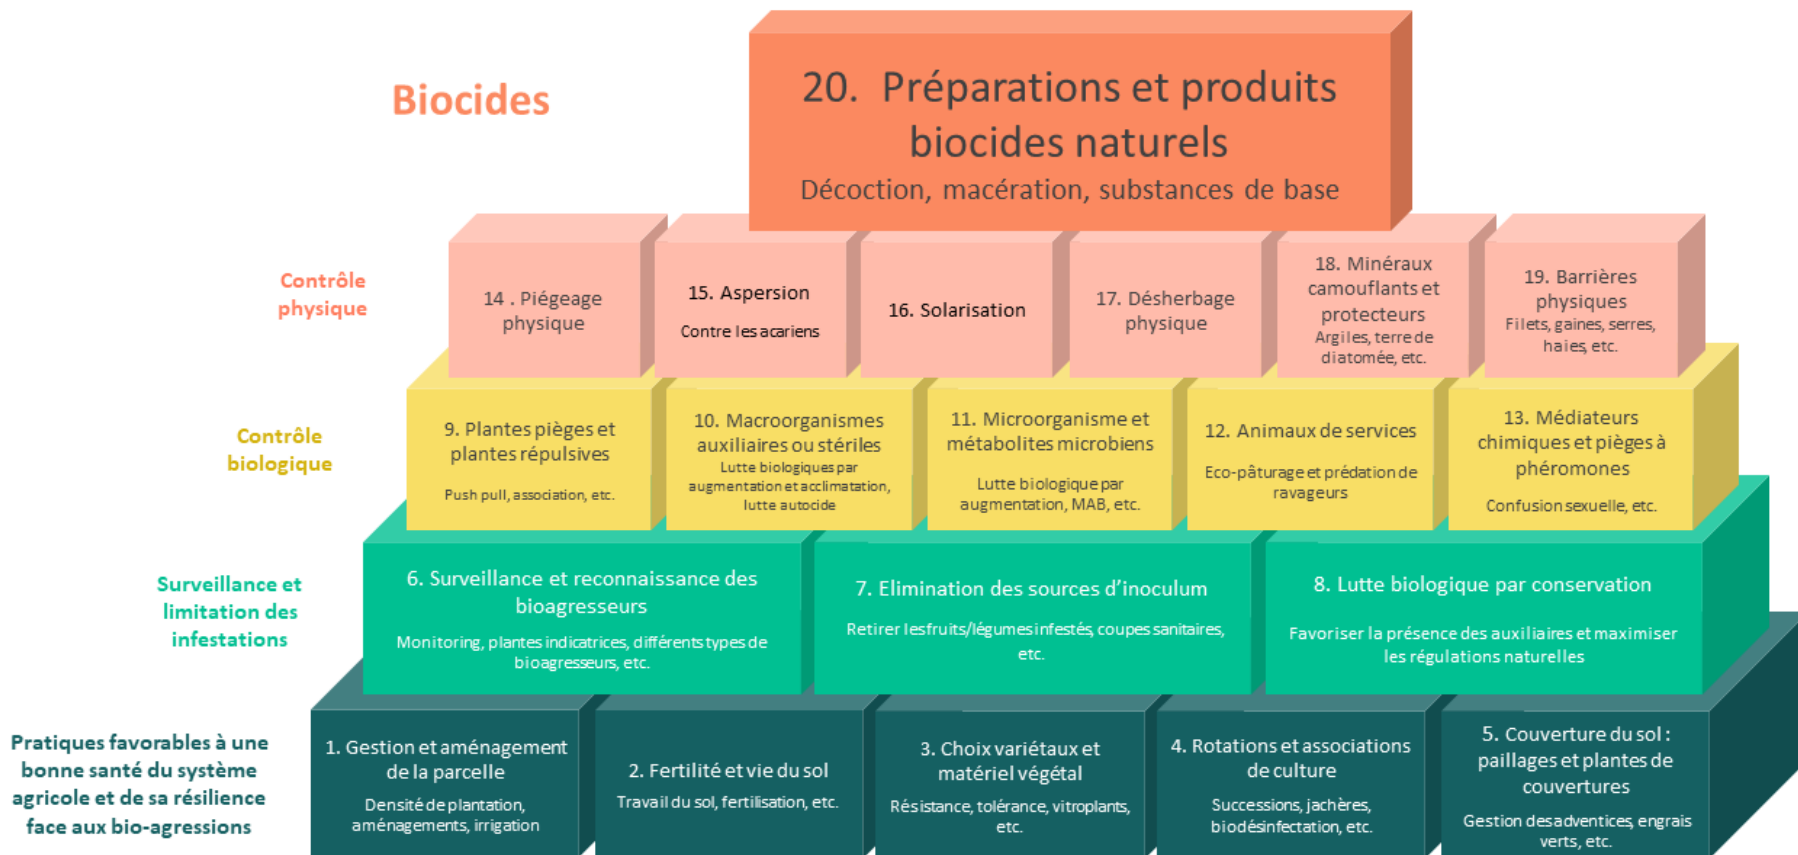 Biocides
20. Préparations et produits
biocides naturels
Décoction, macération, substances de base
Contrôle
physique
14 . Piégeage
physique
15. Aspersion
Contre les acariens
16. Solarisation
17. Désherbage
physique
18. Minéraux
camouflants et
protecteurs
Argiles, terre de
diatomée, etc.
19. Barrières
physiques
Filets, gaines, serres,
haies, etc.
Contrôle
biologique
9. Plantes pièges et
plantes répulsives
Push pull, association, etc.
10. Macroorganismes
auxiliaires ou stériles
Lutte biologiques par
augmentation et acclimatation,
lutte autocide
11. Microorganisme et
métabolites microbiens
Lutte biologique par
augmentation, MAB, etc.
12. Animaux de services
Eco-pâturage et prédation de
ravageurs
13. Médiateurs
chimiques et pièges à
phéromones
Confusion sexuelle, etc.
Surveillance et
limitation des
infestations
6. Surveillance et reconnaissance des
bioagresseurs
Monitoring, plantes indicatrices, différents types de
bioagresseurs, etc.
7. Elimination des sources d'inoculum
Retirer lesfruits/légumes infestés, coupes sanitaires,
etc.
8. Lutte biologique par conservation
Favoriser la présence des auxiliaires et maximiser
les régulations naturelles
Pratiques favorables à une
bonne santé du système
agricole et de sa résilience
face aux bio-agressions
1. Gestion et aménagement
de la parcelle
Densité de plantation,
aménagements, irrigation
2. Fertilité et vie du sol
Travail du sol, fertilisation, etc.
3. Choix variétaux et
matériel végétal
Résistance, tolérance, vitroplants,
etc.
4. Rotations et associations
de culture
Successions, jachères,
biodésinfectation, etc.
5. Couverture du sol :
paillages et plantes de
couvertures
Gestion desadventices, engrais
verts, etc.